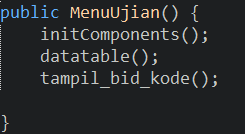 public MenuUjian() {
    initComponents();
    datatable();
    tampil_bid_kode();
}